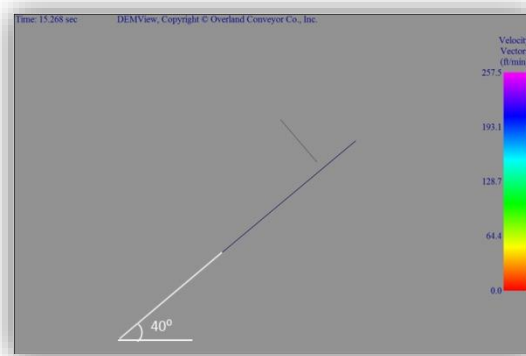 Time: 15.268 sec DEMView, Copyright © Overland Conveyor Co., Inc.
Vector
(ft/min
257.5
193.1
128.7
64.4
0.0
40°